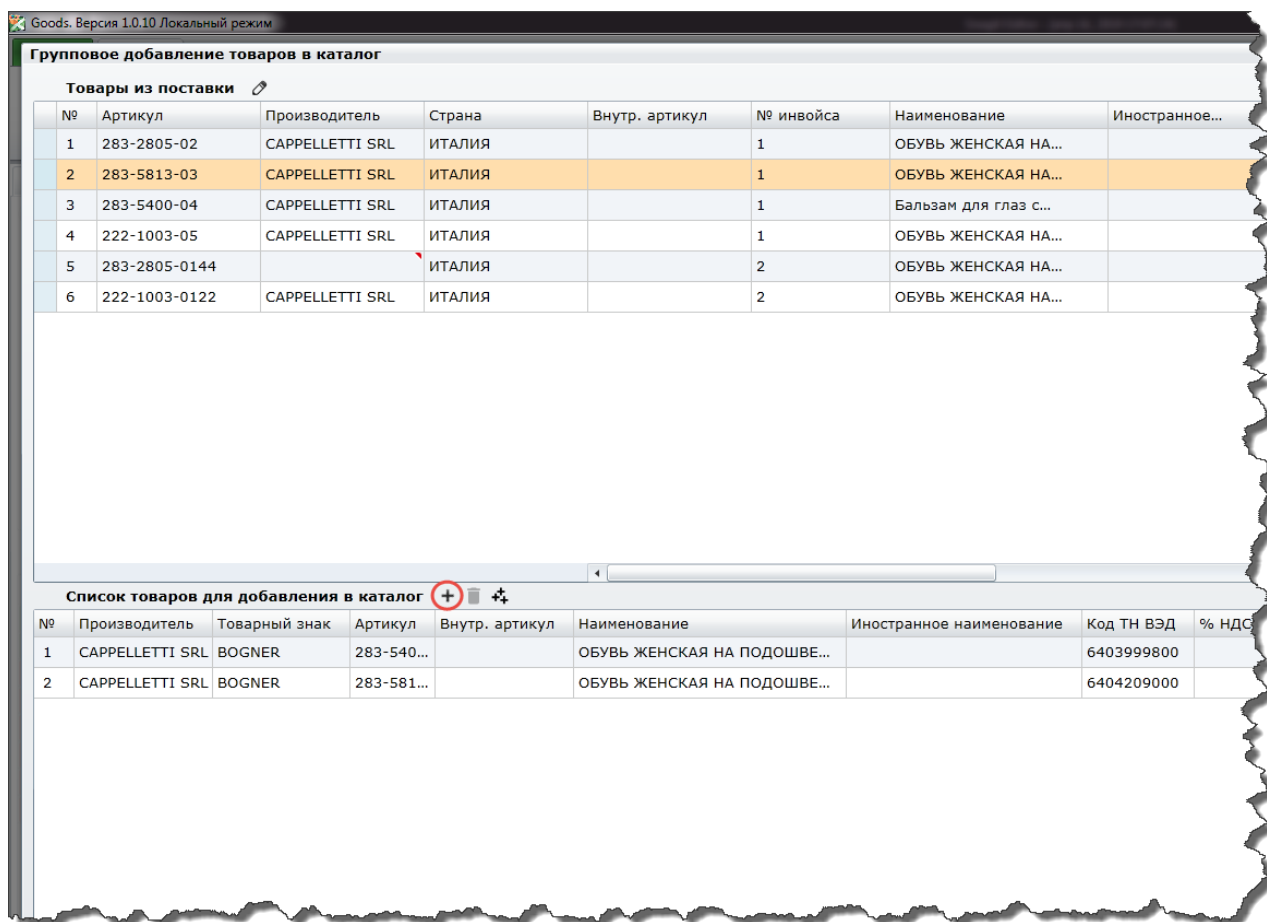 Goods. Версия 1.0.10 Локальный режим
Групповое добавление товаров в каталог
Товары из поставки
№ Артикул Производитель Страна Внутр. артикул № инвойса Наименование Иностранное...
1 283-2805-02 CAPPELLETTI SRL ИТАЛИЯ 1 ОБУВЬ ЖЕНСКАЯ НА...
2 283-5813-03 CAPPELLETTI SRL ИТАЛИЯ 1 ОБУВЬ ЖЕНСКАЯ НА...
3 283-5400-04 CAPPELLETTI SRL ИТАЛИЯ 1 Бальзам для глаз с...
4 222-1003-05 CAPPELLETTI SRL ИТАЛИЯ 1 ОБУВЬ ЖЕНСКАЯ НА...
5 283-2805-0144 ИТАЛИЯ 2 ОБУВЬ ЖЕНСКАЯ НА...
6 222-1003-0122 CAPPELLETTI SRL ИТАЛИЯ 2 ОБУВЬ ЖЕНСКАЯ НА...
Список товаров для добавления в каталог
№ Производитель Товарный знак Артикул Внутр. артикул Наименование Иностранное наименование Код ТН ВЭД % НДС
1 CAPPELLETTI SRL BOGNER 283-540... ОБУВЬ ЖЕНСКАЯ НА ПОДОШВЕ... 6403999800
2 CAPPELLETTI SRL BOGNER 283-581... ОБУВЬ ЖЕНСКАЯ НА ПОДОШВЕ... 6404209000